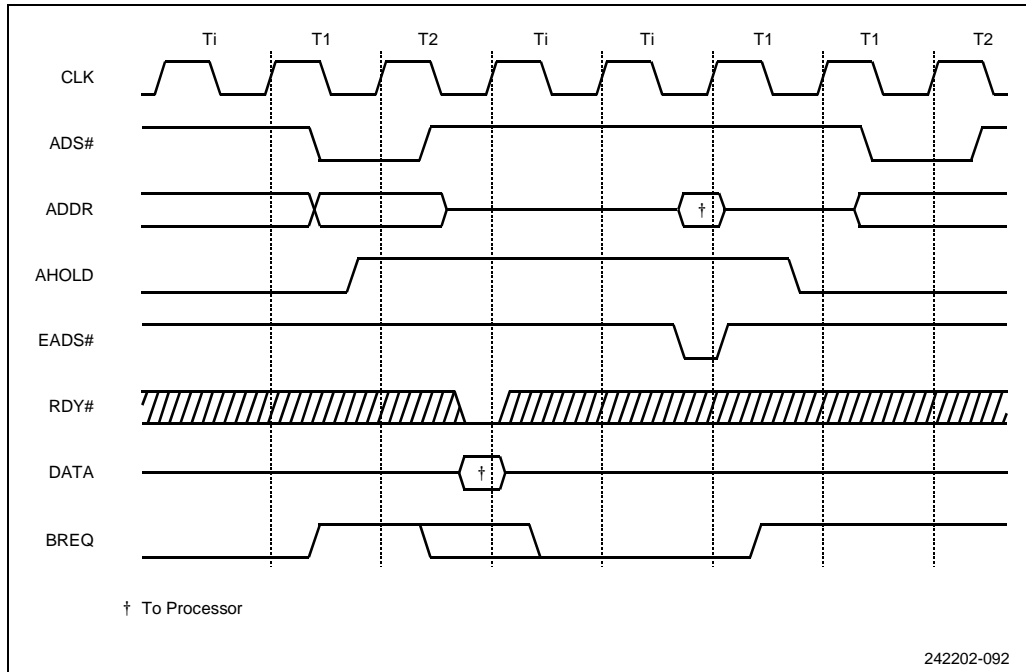 Ti T1 T2 Ti Ti T1 T1 T2
CLK
ADS#
ADDR †
AHOLD
EADS#
RDY#
DATA †
BREQ
† To Processor
242202-092